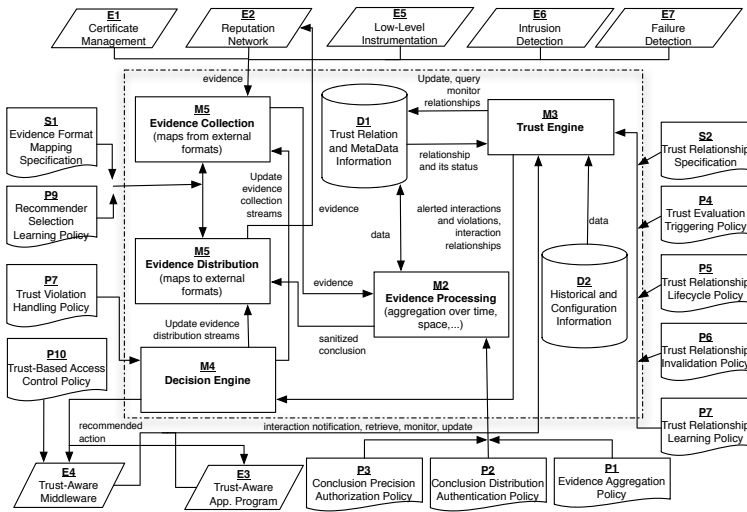 E1
Certificate
Management
E2
Reputation
Network
E5
Low-Level
Instrumentation
E6
Intrusion
Detection
E7
Failure
Detection
evidence
Update, query
monitor
relationships
M5
Evidence Collection
(maps from external
formats)
D1
Trust Relation
and MetaData
Information
M3
Trust Engine
S1
Evidence Format
Mapping
Specification
relationship
and its status
S2
Trust Relationship
Specification
P9
Recommender
Selection
Learning Policy
Update
evidence
collection
streams
evidence
alerted interactions
and violations,
interaction
relationships
data
data
P4
Trust Evaluation
Triggering Policy
M5
Evidence Distribution
(maps to external
formats)
D2
Historical and
Configuration
Information
P5
Trust Relationship
Lifecycle Policy
P7
Trust Violation
Handling Policy
evidence
M2
Evidence Processing
(aggregation over time,
space,...)
Update evidence
distribution streams
sanitized
conclusion
P6
Trust Relationship
Invalidation Policy
P10
Trust-Based Access
Control Policy
M4
Decision Engine
P7
Trust Relationship
Learning Policy
recommended
action
interaction notification, retrieve, monitor, update
E4
Trust-Aware
Middleware
E3
Trust-Aware
App. Program
P3
Conclusion Precision
Authorization Policy
P2
Conclusion Distribution
Authentication Policy
P1
Evidence Aggregation
Policy